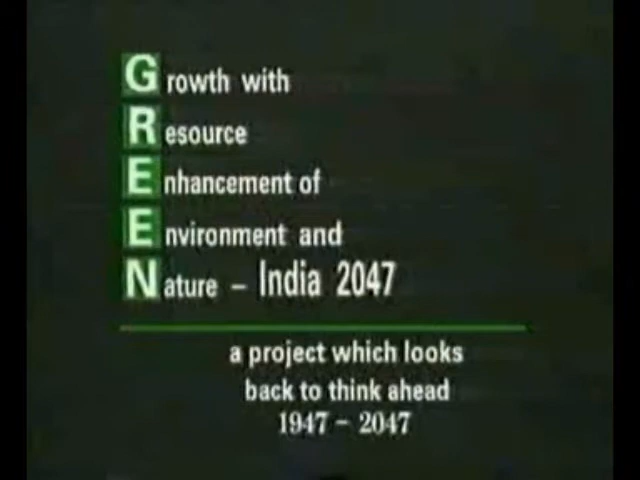 Growth with
Resource
Enhancement of
Environment and
Nature – India 2047
a project which looks
back to think ahead
1947 – 2047